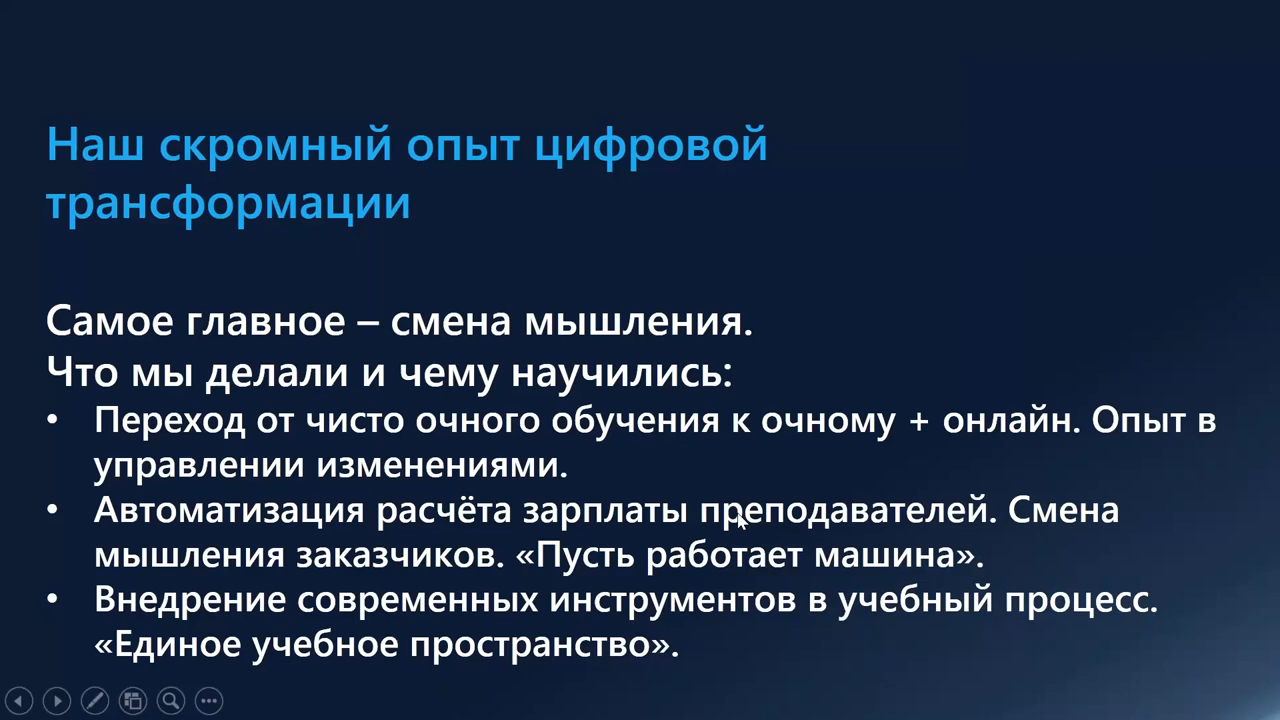 Наш скромный опыт цифровой
трансформации
Самое главное – смена мышления.
Что мы делали и чему научились:
• Переход от чисто очного обучения к очному + онлайн. Опыт в
управлении изменениями.
• Автоматизация расчёта зарплаты преподавателей. Смена
мышления заказчиков. «Пусть работает машина».
• Внедрение современных инструментов в учебный процесс.
«Единое учебное пространство».